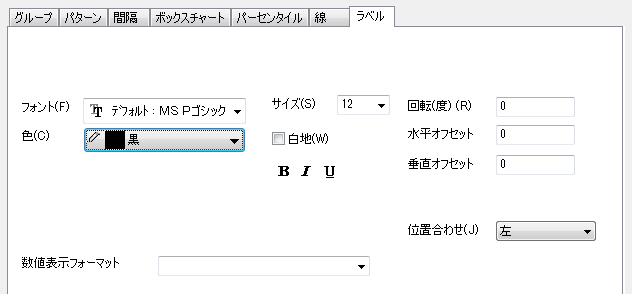 グループ パターン 間隔 ボックスチャート パーセンタイル 線 ラベル
フォント(F) デフォルト: MS Pゴシック サイズ(S) 12 回転(度) (R) 0
色(C) 黒 白地(W) 水平オフセット 0
B I U 垂直オフセット 0
位置合わせ(J) 左
数値表示フォーマット